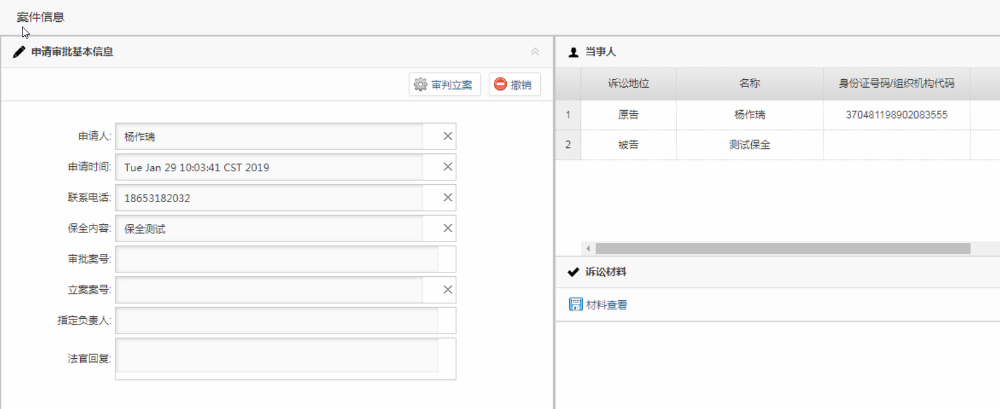 案件信息
申请审批基本信息
审判立案 撤销
申请人: 杨作瑞
申请时间: Tue Jan 29 10:03:41 CST 2019
联系电话: 18653182032
保全内容: 保全测试
审批案号:
立案案号:
指定负责人:
法官回复:
当事人
诉讼地位 名称 身份证号码/组织机构代码
1 原告 杨作瑞 370481198902083555
2 被告 测试保全
诉讼材料
材料查看